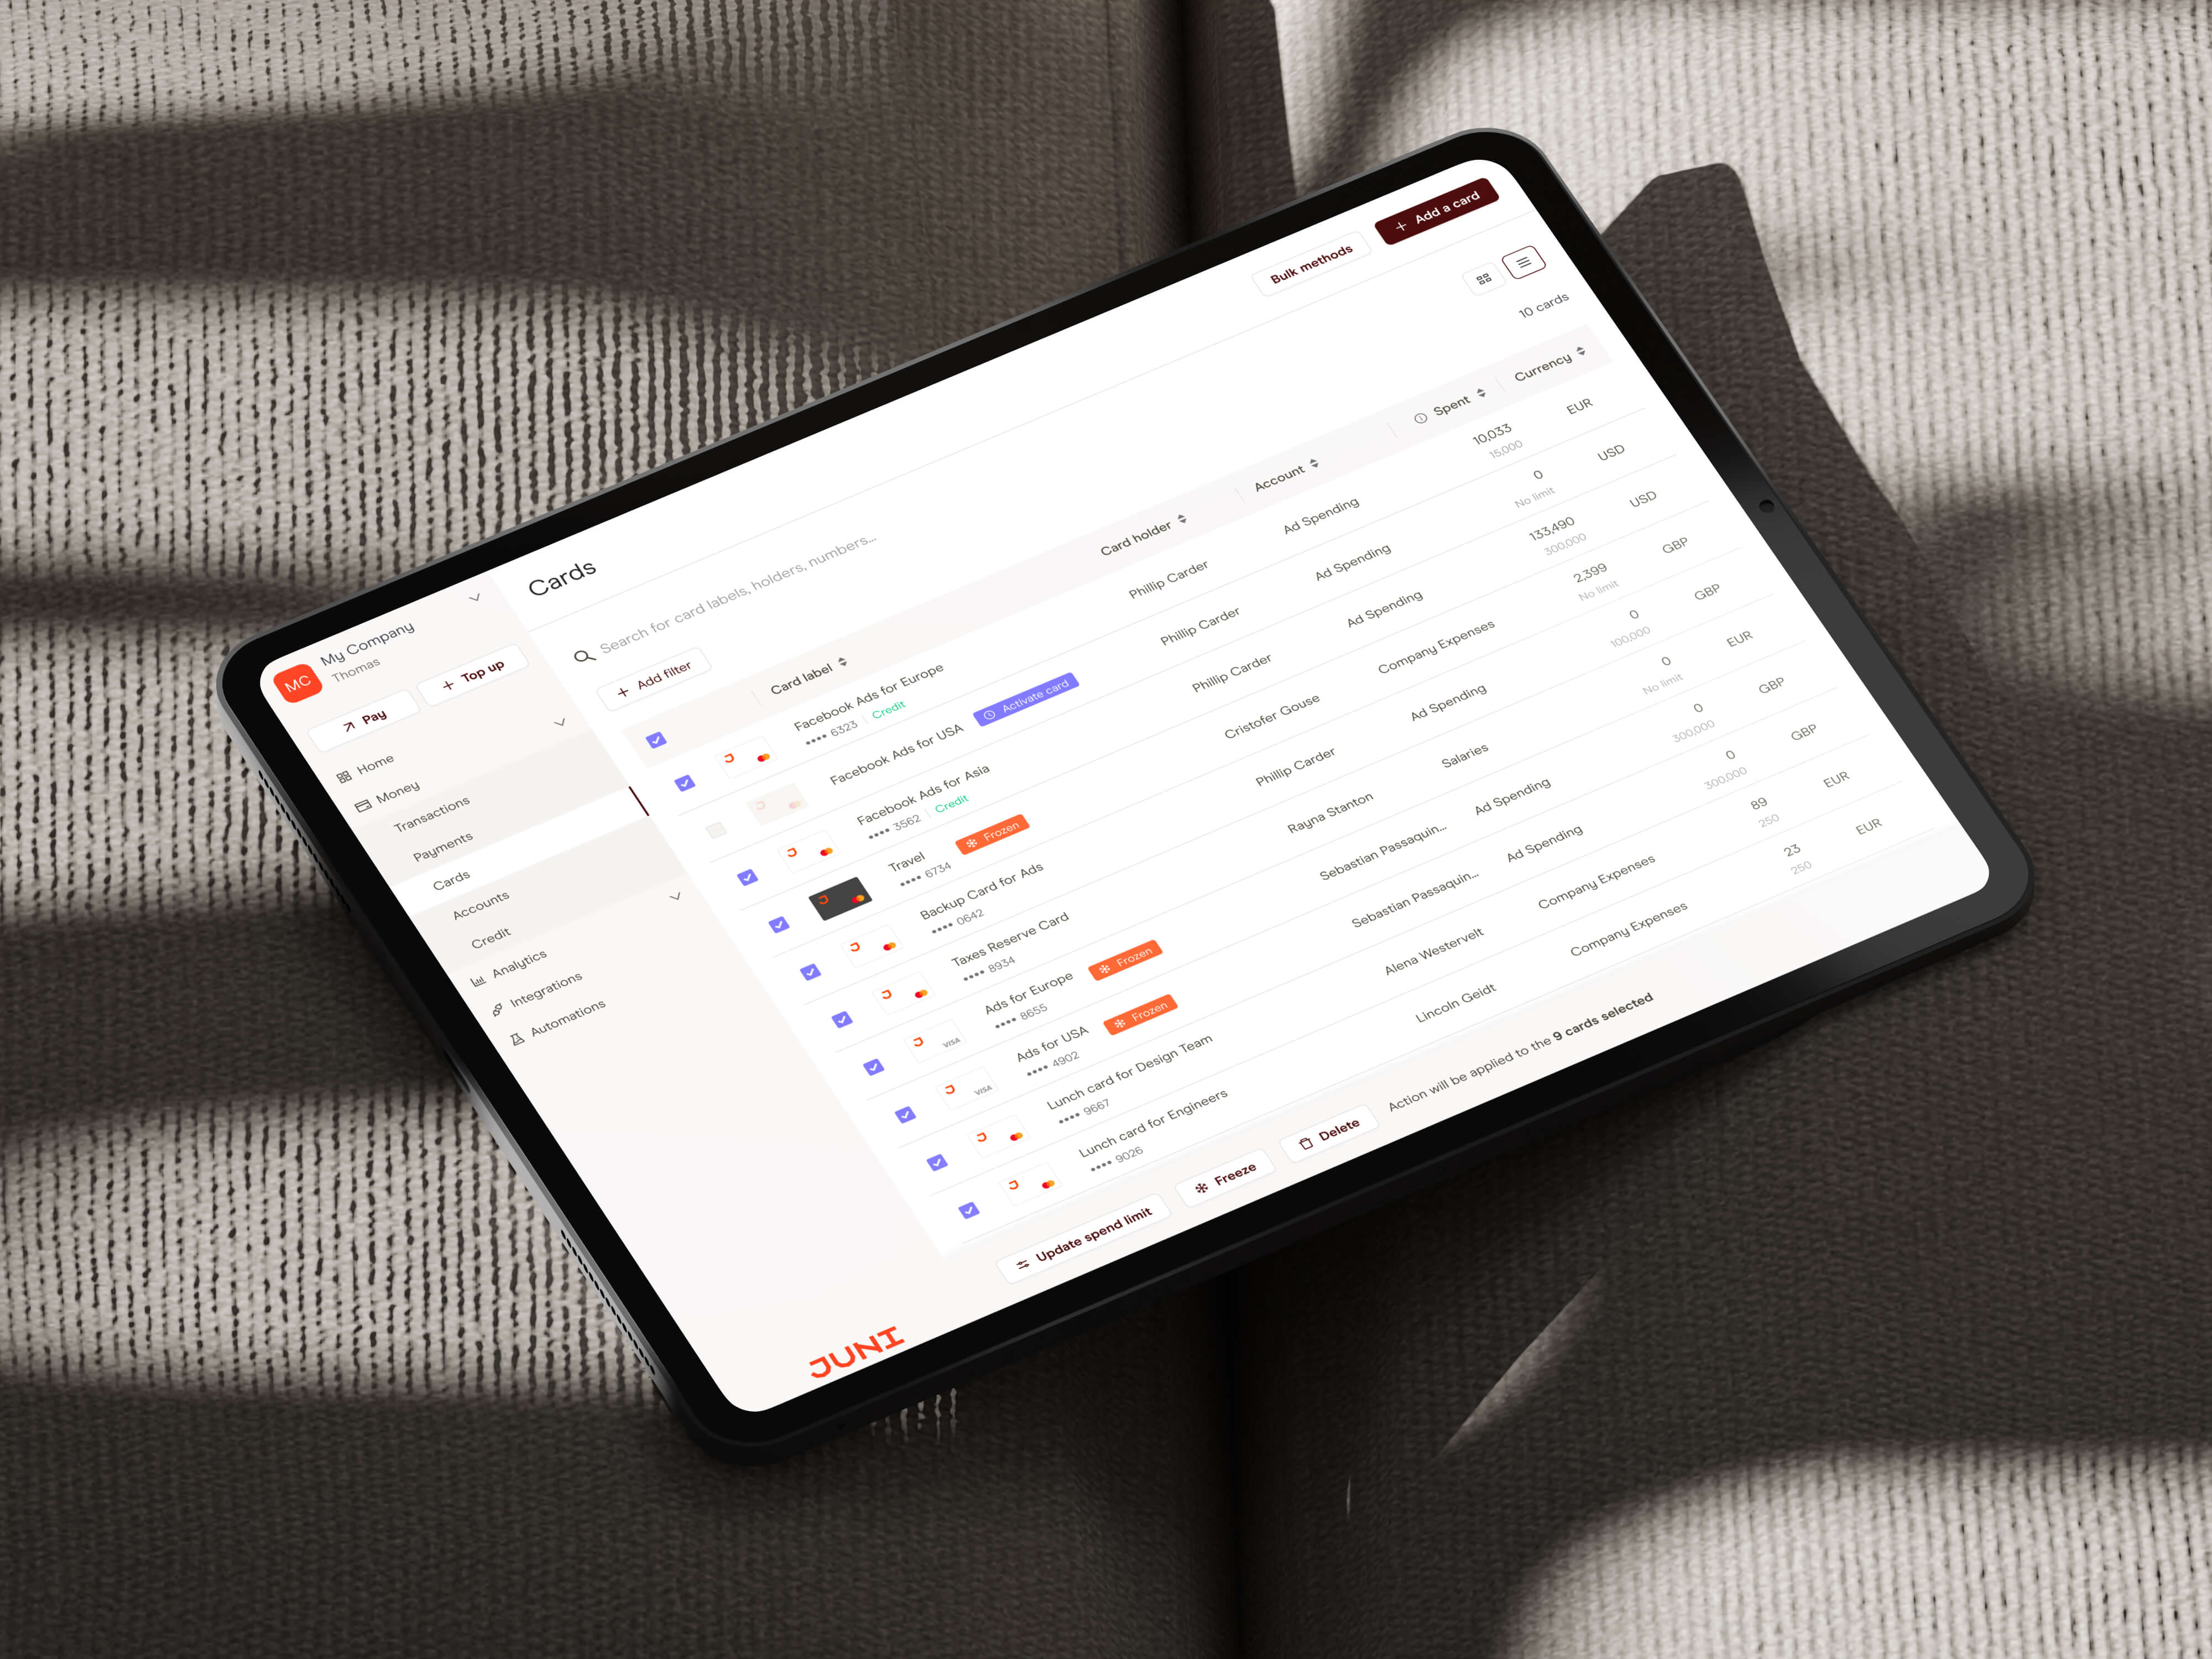 MC
My Company
Thomas
Pay
Top up
Home
Money
Transactions
Payments
Cards
Accounts
Credit
Analytics
Integrations
Automations
JUNI
Cards
Bulk methods
Add a card
Search for card labels, holders, numbers...
Add filter
10 cards
Card label Card holder Account Spent Currency
Facebook Ads for Europe Phillip Carder Ad Spending 10,033 EUR
•••• 6323 Credit 15,000
Facebook Ads for USA Activate card Phillip Carder Ad Spending 0 USD
No limit
Facebook Ads for Asia Phillip Carder Ad Spending 133,490 USD
•••• 3562 Credit 300,000
Travel Frozen Cristofer Gouse Company Expenses 2,399 GBP
•••• 6734 No limit
Backup Card for Ads Phillip Carder Ad Spending 0 GBP
•••• 0642 100,000
Taxes Reserve Card Rayna Stanton Salaries 0 EUR
•••• 8934 No limit
VISA Ads for Europe Frozen Sebastian Passaquin... Ad Spending 0 GBP
•••• 8655 300,000
VISA Ads for USA Frozen Sebastian Passaquin... Ad Spending 0 GBP
•••• 4902 300,000
Lunch card for Design Team Alena Westervelt Company Expenses 89 EUR
•••• 9667 250
Lunch card for Engineers Lincoln Geidt Company Expenses 23 EUR
•••• 9026 250
Update spend limit
Freeze
Delete
Action will be applied to the 9 cards selected